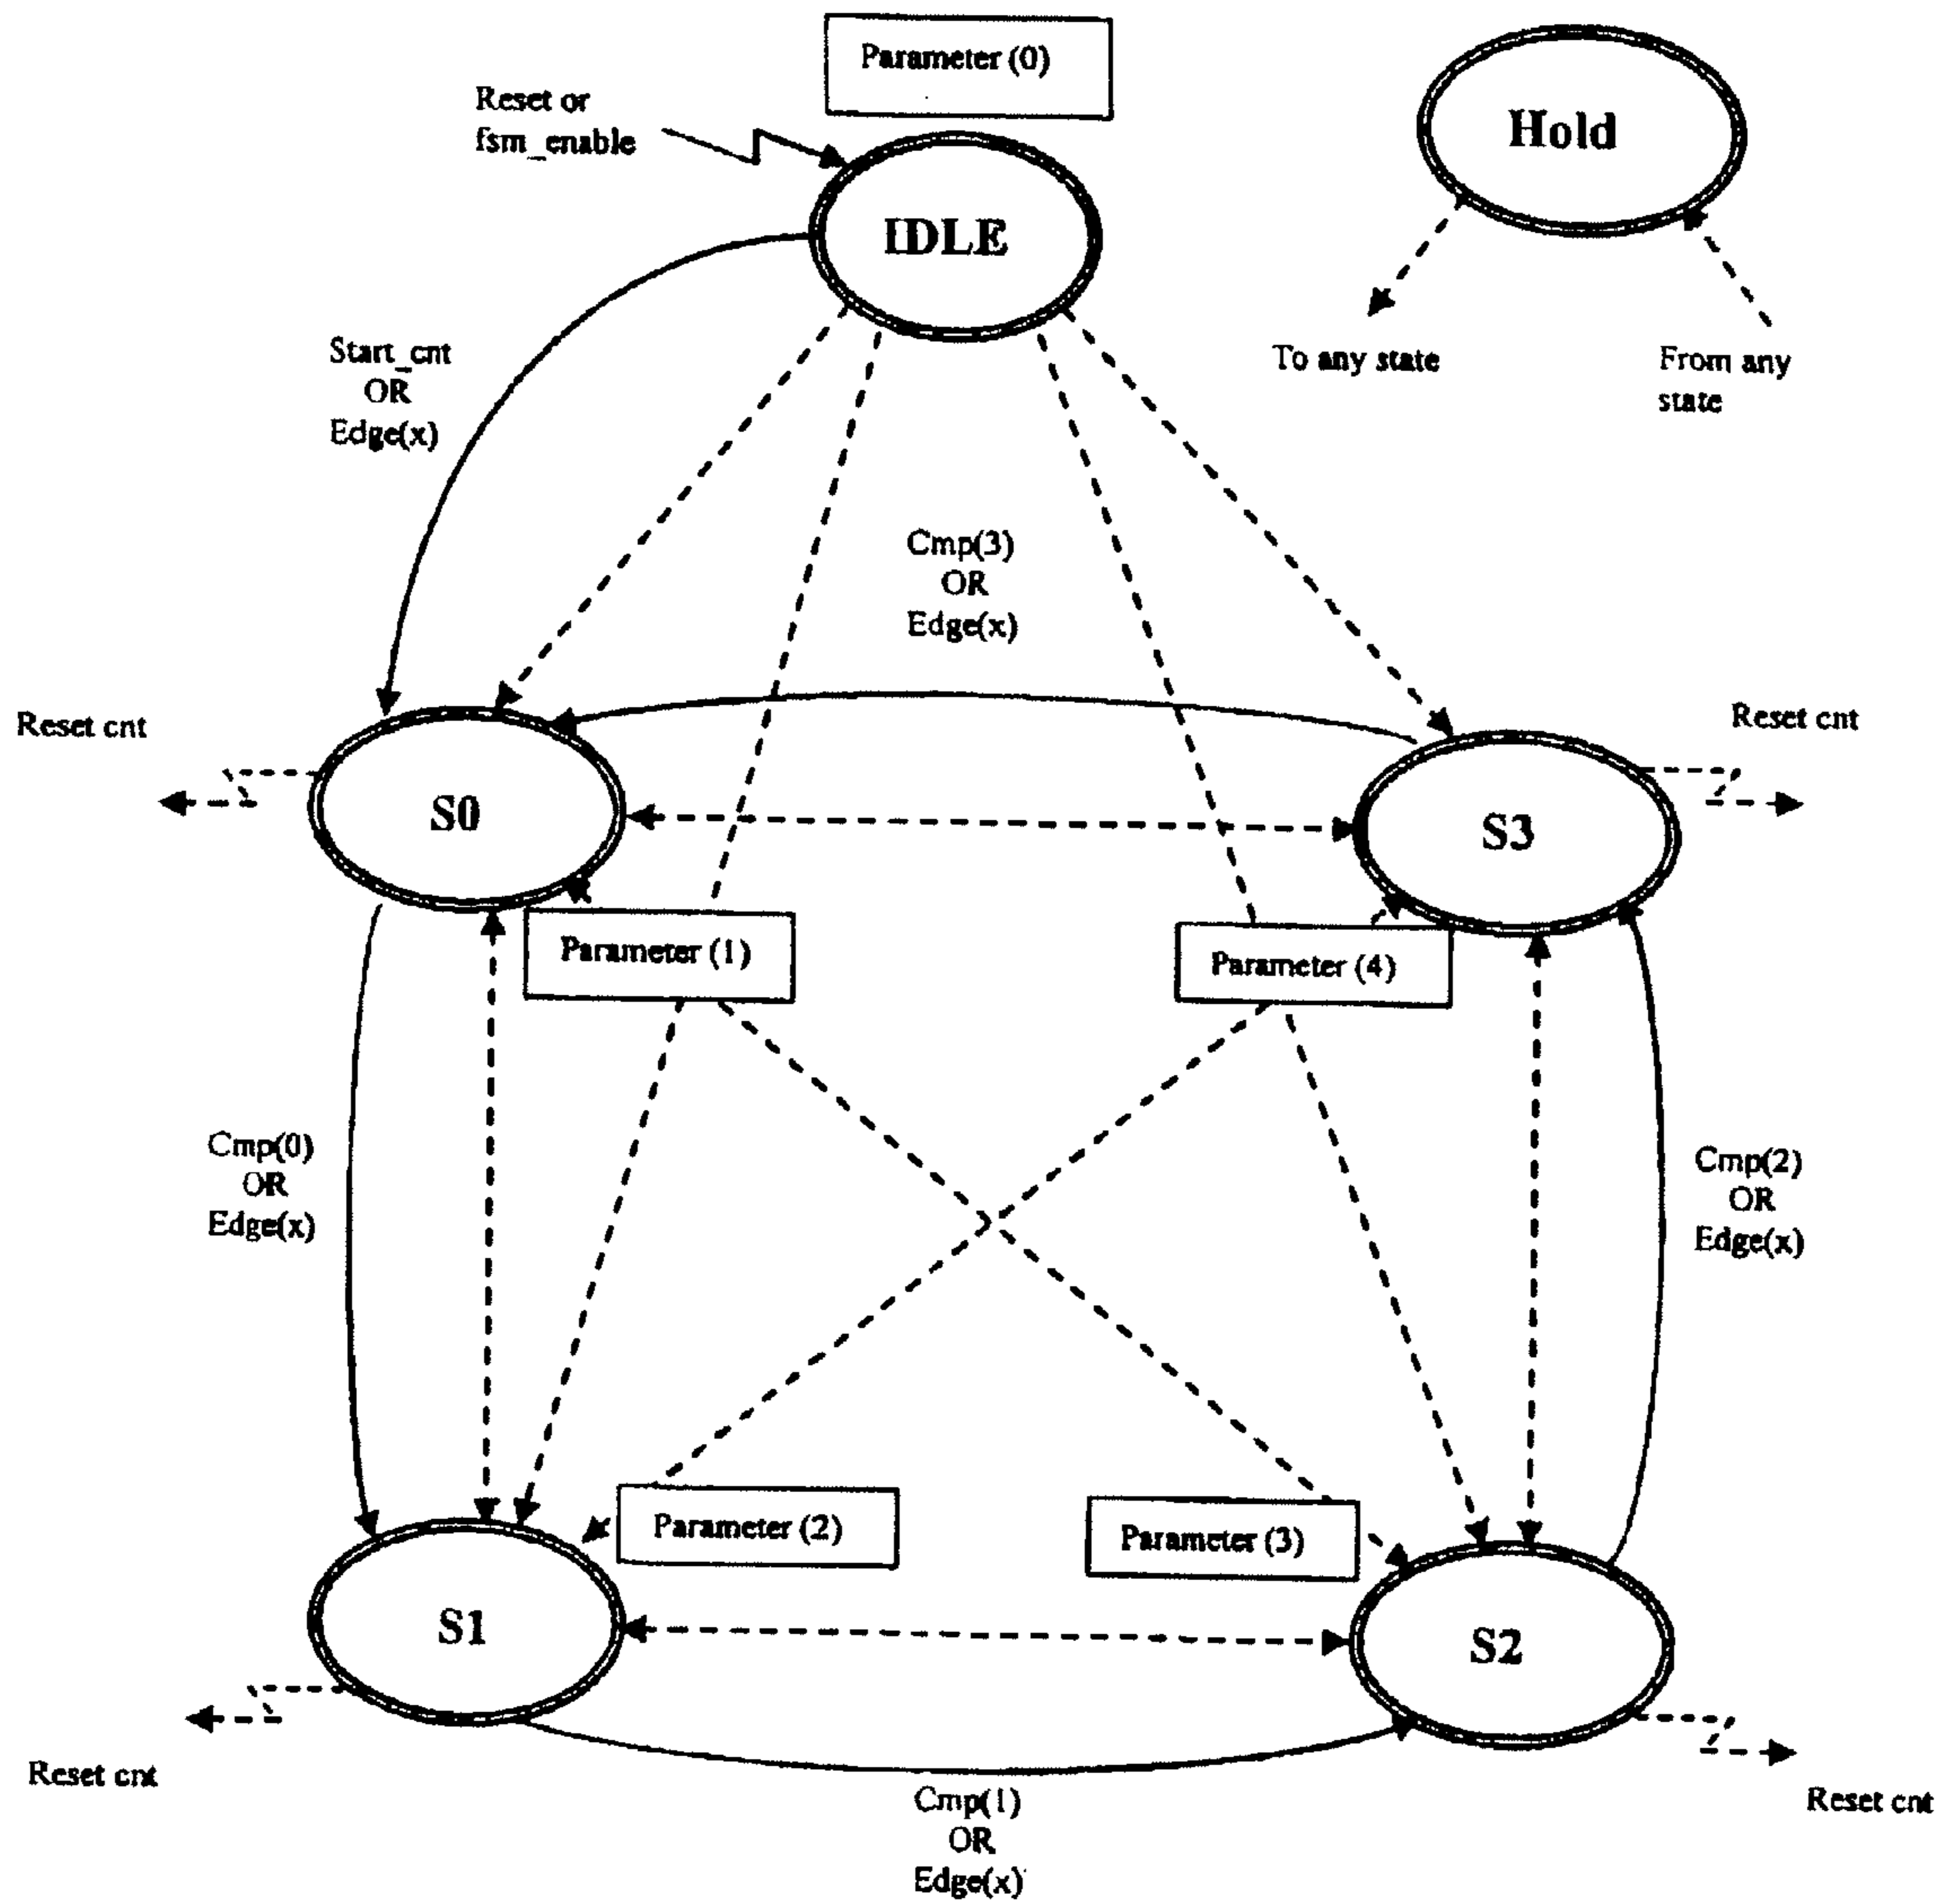 Parameter (0)
Reset or
fsm_enable
Hold
IDLE
Start_cnt
OR
Edge(x)
To any state
From any
state
Cmp(3)
OR
Edge(x)
Reset cnt
Reset cnt
S0
S3
Parameter (1)
Parameter (4)
Cmp(0)
OR
Edge(x)
Cmp(2)
OR
Edge(x)
Parameter (2)
Parameter (3)
S1
S2
Reset cnt
Reset cnt
Cmp(1)
OR
Edge(x)